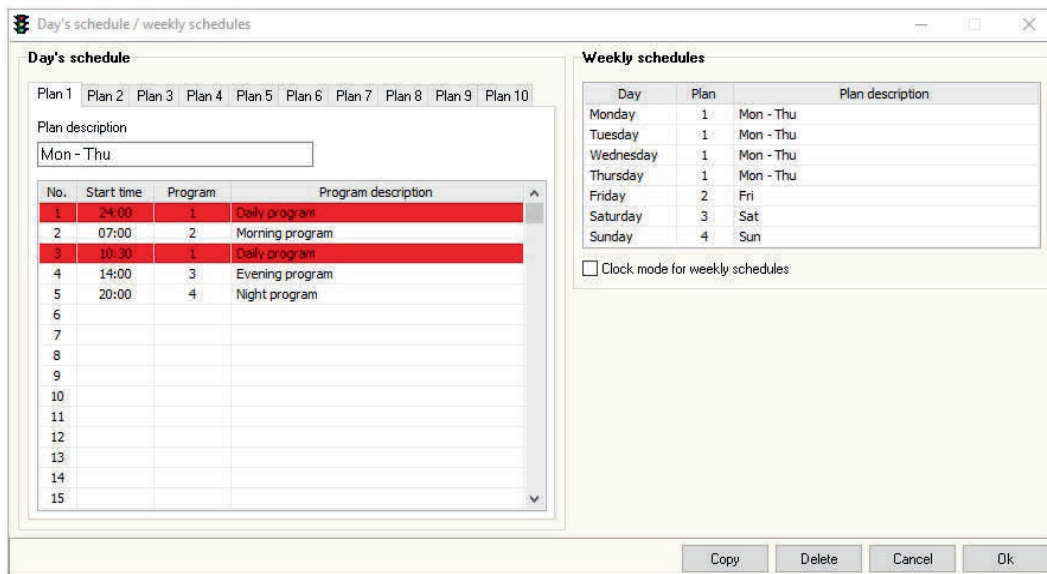 Day's schedule / weekly schedules
Day's schedule
Plan 1 Plan 2 Plan 3 Plan 4 Plan 5 Plan 6 Plan 7 Plan 8 Plan 9 Plan 10
Plan description
Mon - Thu
No. Start time Program Program description
1 24:00 1 Daily program
2 07:00 2 Morning program
3 10:30 1 Daily program
4 14:00 3 Evening program
5 20:00 4 Night program
6
7
8
9
10
11
12
13
14
15
Weekly schedules
Day Plan Plan description
Monday 1 Mon - Thu
Tuesday 1 Mon - Thu
Wednesday 1 Mon - Thu
Thursday 1 Mon - Thu
Friday 2 Fri
Saturday 3 Sat
Sunday 4 Sun
Clock mode for weekly schedules
Copy Delete Cancel Ok